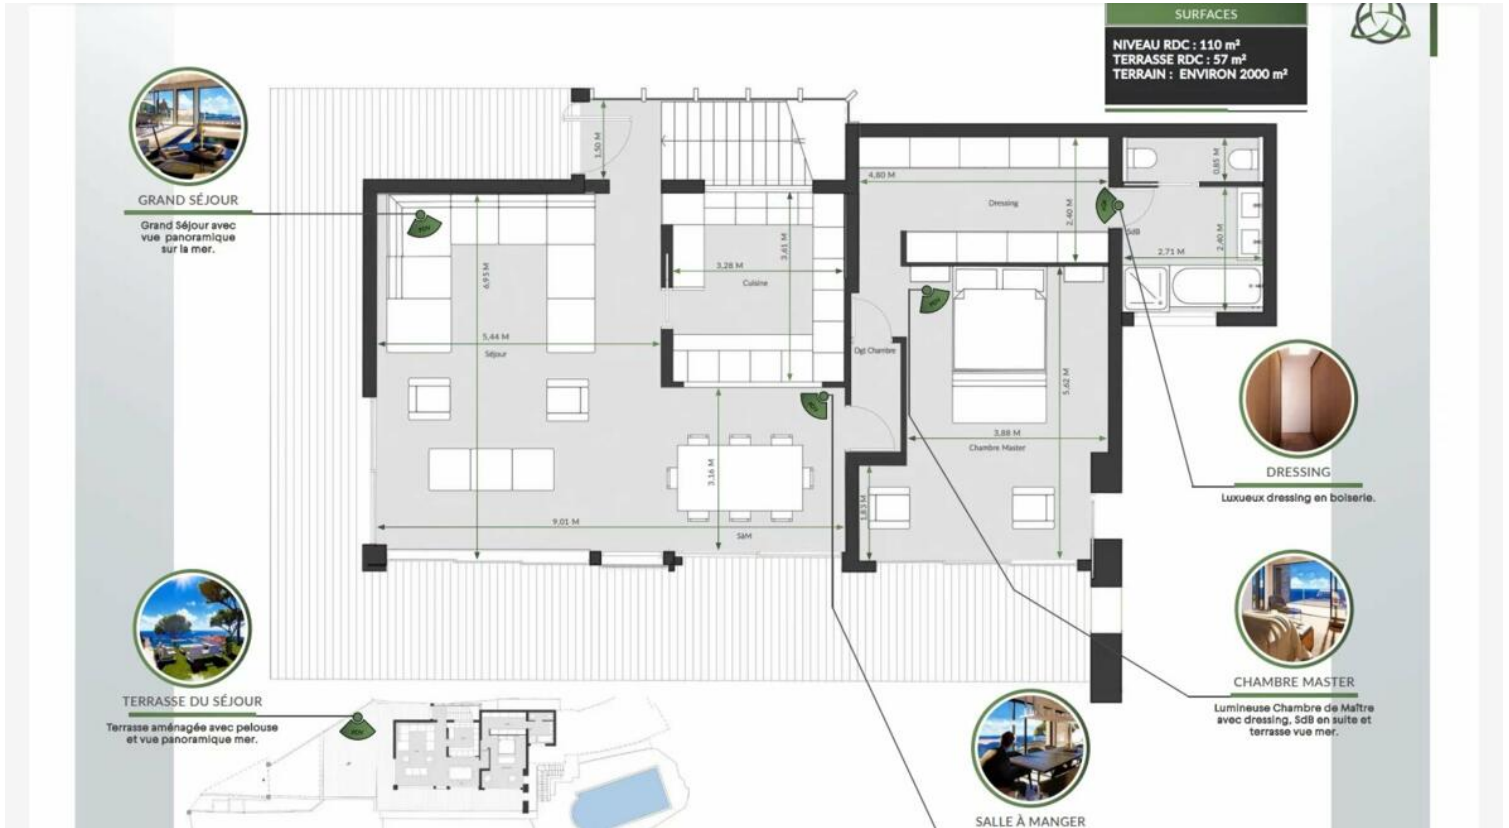 SURFACES
NIVEAU RDC : 110 m²
TERRASSE RDC : 57 m²
TERRAIN : ENVIRON 2000 m²
GRAND SÉJOUR
Grand Séjour avec
vue panoramique
sur la mer.
1,50 M
0,85 M
4,80 M
Dressing
2,40 M
SdB
2,40 M
2,71 M
PDV
PDV
6,95 M
3,28 M
3,61 M
Cuisine
PDV
5,44 M
Séjour
Dgt Chambre
5,62 M
PDV
3,88 M
Chambre Master
3,16 M
1,83 M
9,01 M
SàM
DRESSING
Luxueux dressing en boiserie.
TERRASSE DU SÉJOUR
Terrasse aménagée avec pelouse
et vue panoramique mer.
PDV
CHAMBRE MASTER
Lumineuse Chambre de Maître
avec dressing, SdB en suite et
terrasse vue mer.
SALLE À MANGER